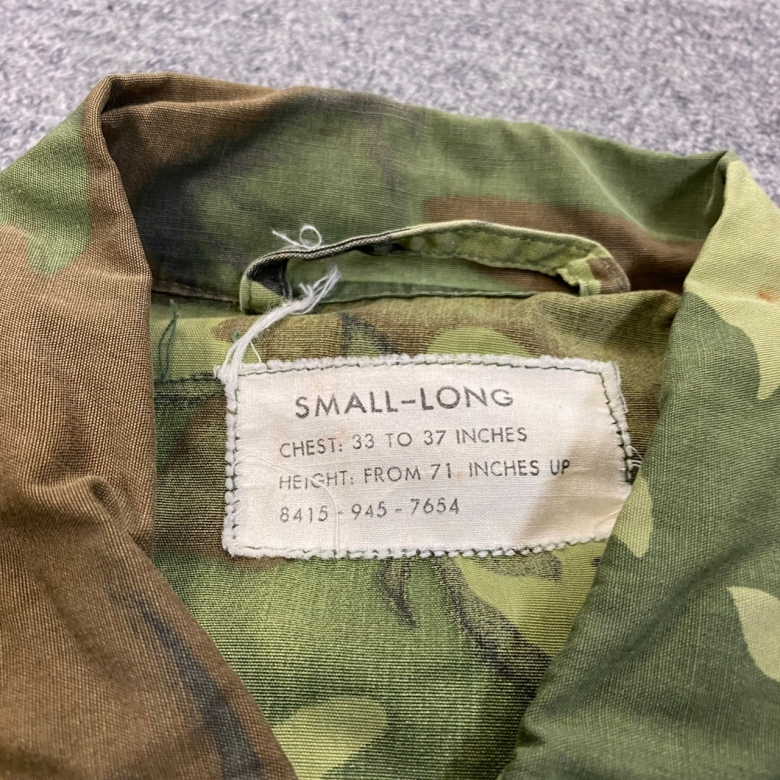 SMALL-LONG
CHEST: 33 TO 37 INCHES
HEIGHT: FROM 71 INCHES UP
8415 - 945 - 7654